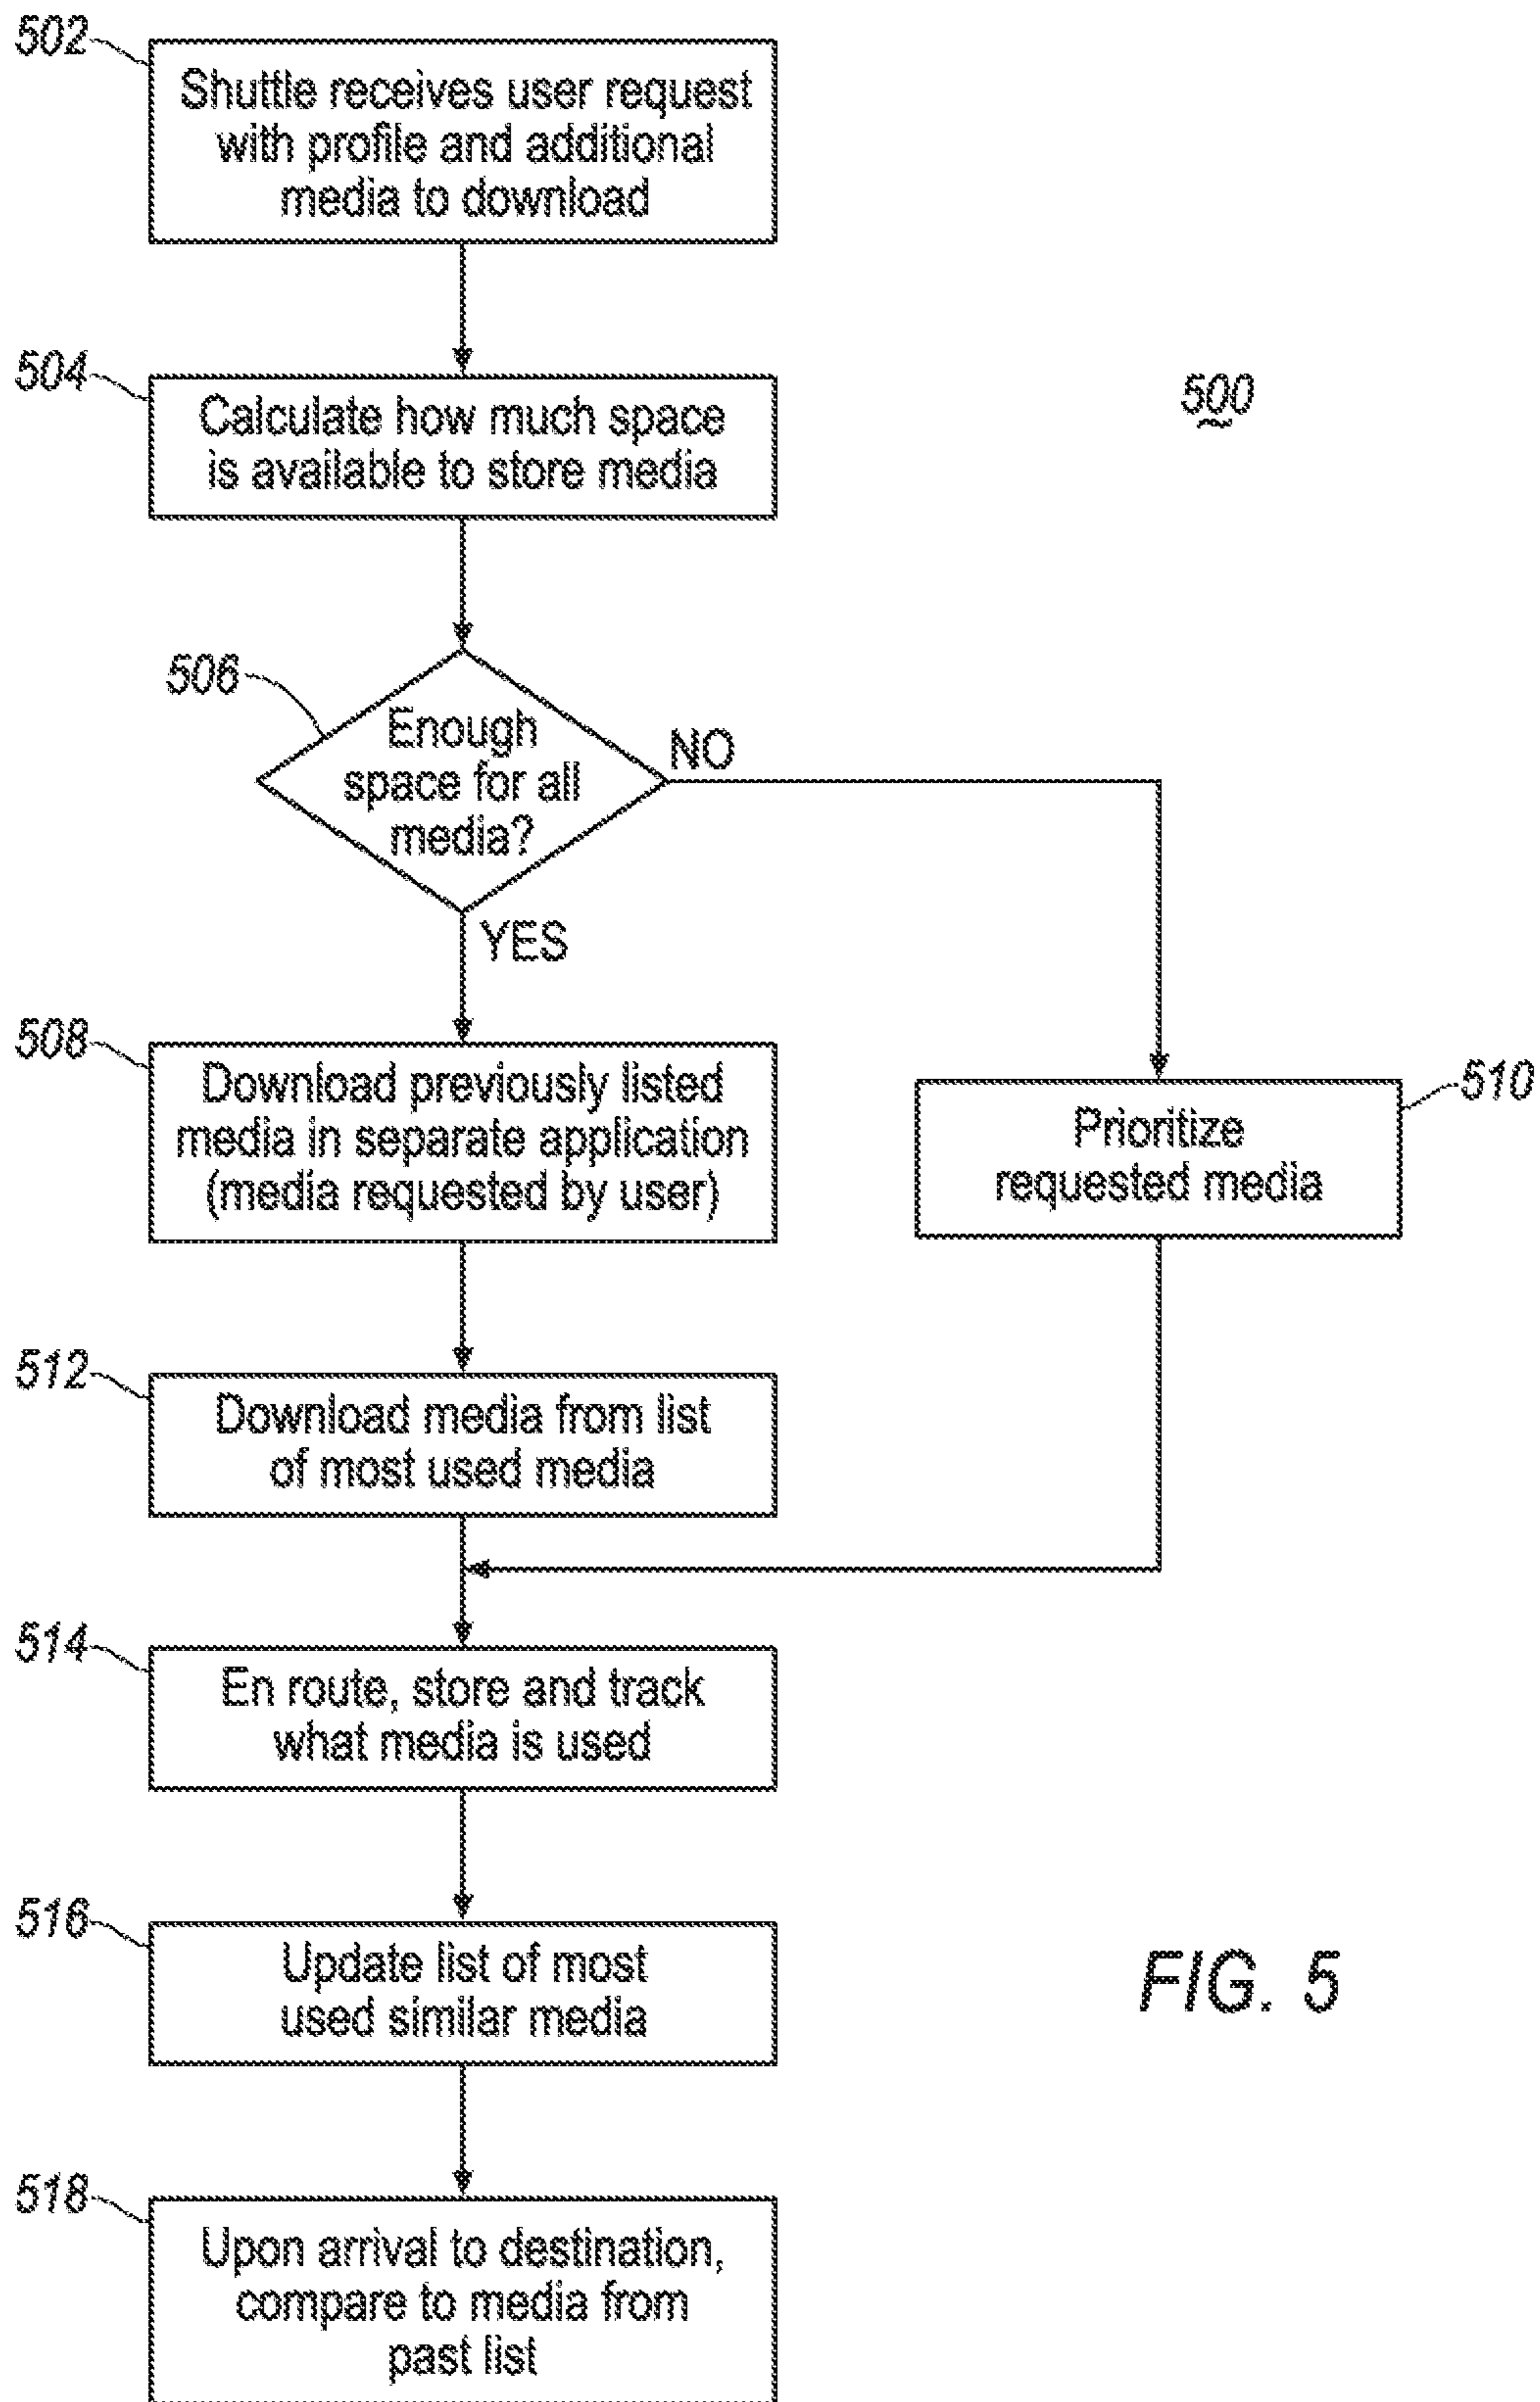 502
Shuttle receives user request
with profile and additional
media to download
504
Calculate how much space
is available to store media
500
506
Enough
space for all
media?
NO
YES
508
Download previously listed
media in separate application
(media requested by user)
Prioritize
requested media
510
512
Download media from list
of most used media
514
En route, store and track
what media is used
516
Update list of most
used similar media
FIG. 5
518
Upon arrival to destination,
compare to media from
past list